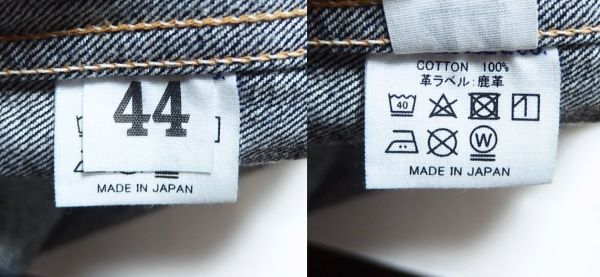 44
MADE IN JAPAN
COTTON 100%
革ラベル:鹿革
40
W
MADE IN JAPAN